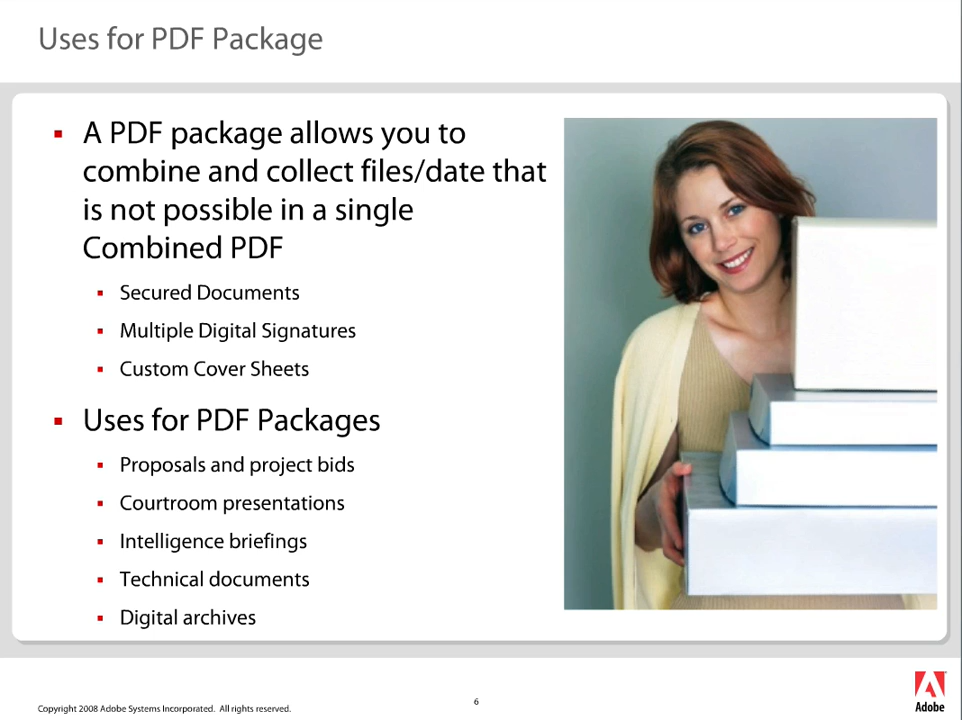 Uses for PDF Package
▪ A PDF package allows you to
combine and collect files/date that
is not possible in a single
Combined PDF
▪ Secured Documents
▪ Multiple Digital Signatures
▪ Custom Cover Sheets
▪ Uses for PDF Packages
▪ Proposals and project bids
▪ Courtroom presentations
▪ Intelligence briefings
▪ Technical documents
▪ Digital archives
Copyright 2008 Adobe Systems Incorporated. All rights reserved.
6
Adobe